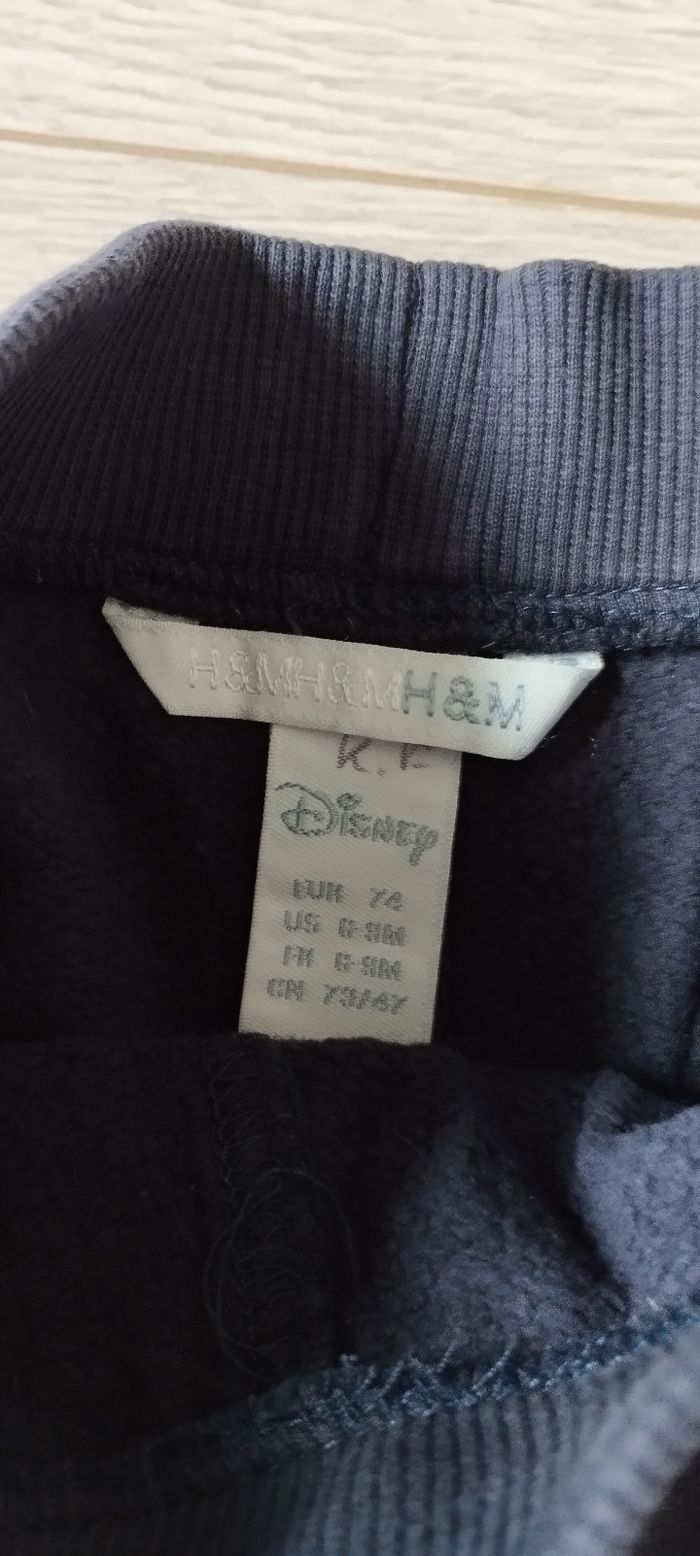 H&MH&MH&M
K.E
Disney
EUR 74
US 6-9M
FR 6-9M
CN 73/47